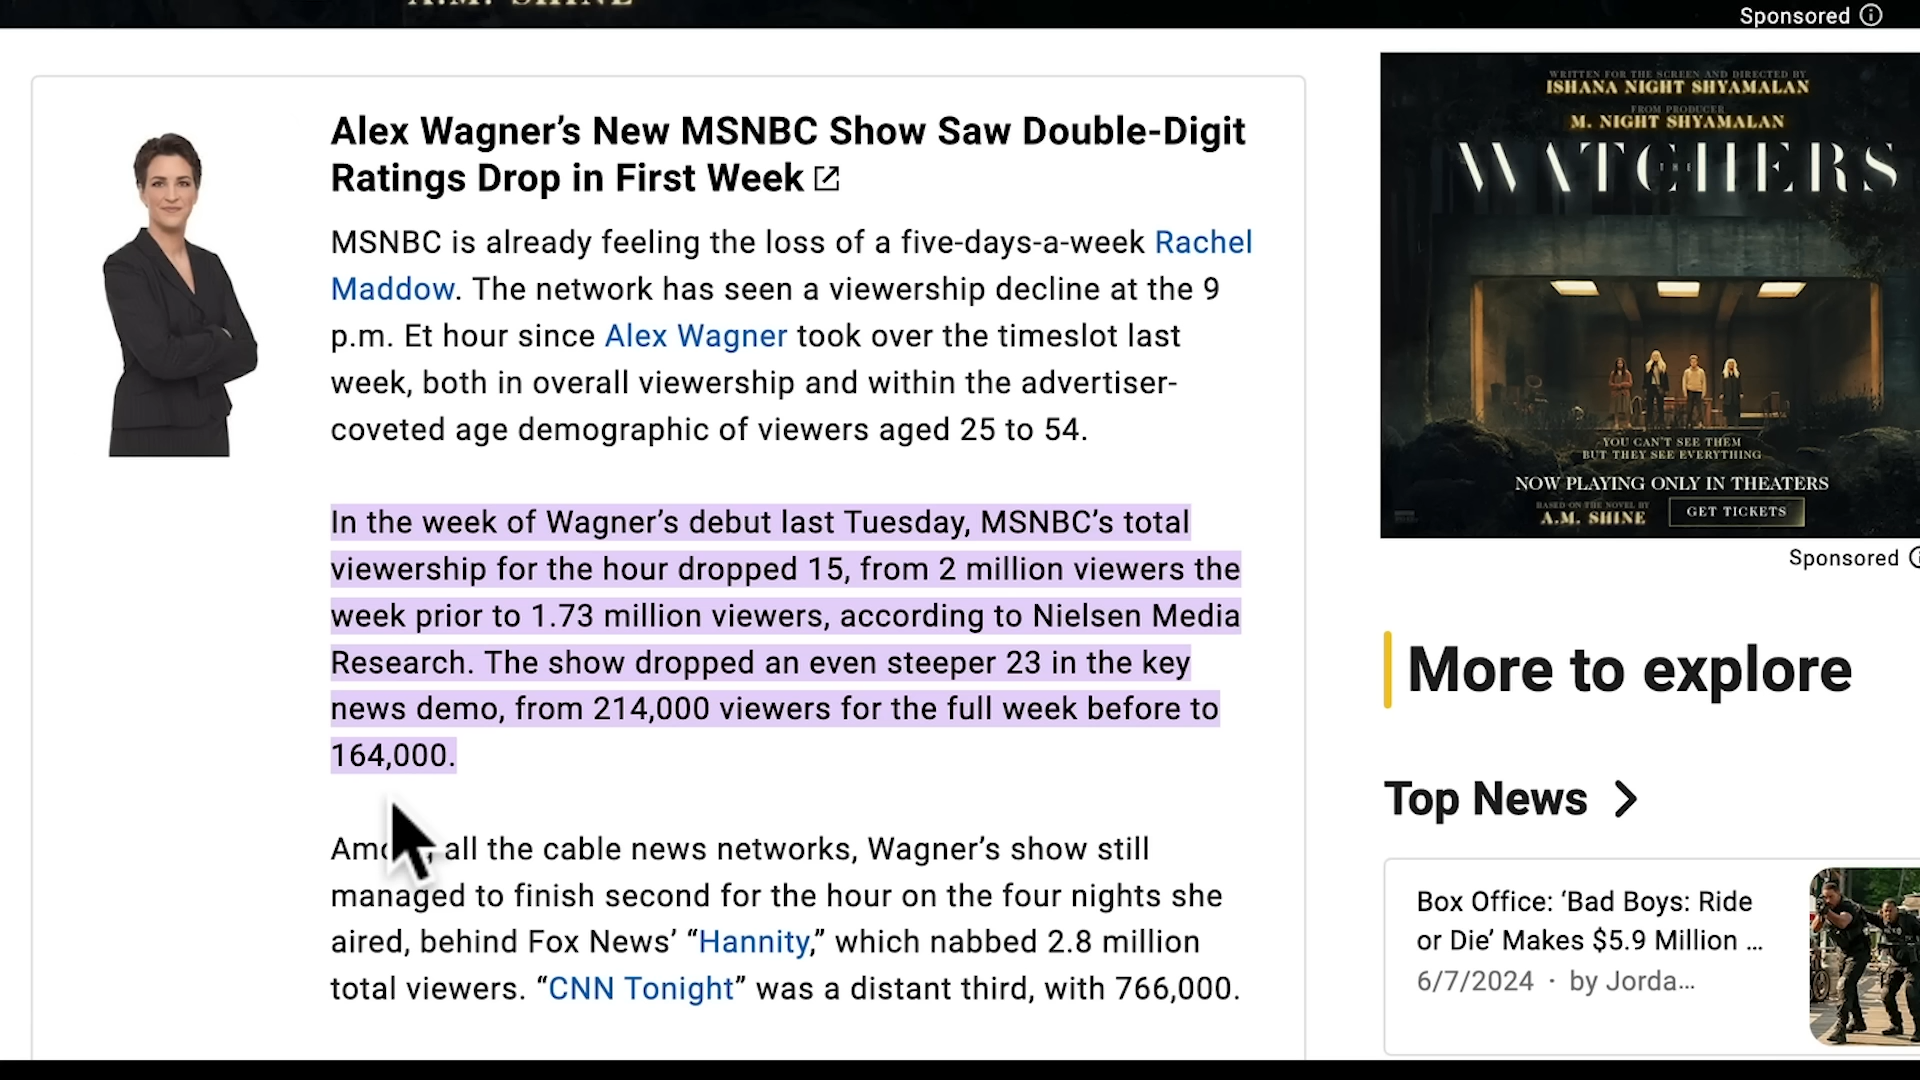 Sponsored
Alex Wagner’s New MSNBC Show Saw Double-Digit
Ratings Drop in First Week
MSNBC is already feeling the loss of a five-days-a-week Rachel
Maddow. The network has seen a viewership decline at the 9
p.m. Et hour since Alex Wagner took over the timeslot last
week, both in overall viewership and within the advertiser-
coveted age demographic of viewers aged 25 to 54.
In the week of Wagner’s debut last Tuesday, MSNBC’s total
viewership for the hour dropped 15, from 2 million viewers the
week prior to 1.73 million viewers, according to Nielsen Media
Research. The show dropped an even steeper 23 in the key
news demo, from 214,000 viewers for the full week before to
164,000.
all the cable news networks, Wagner’s show still
managed to finish second for the hour on the four nights she
aired, behind Fox News’ “Hannity,” which nabbed 2.8 million
total viewers. “CNN Tonight” was a distant third, with 766,000.
WRITTEN FOR THE SCREEN AND DIRECTED BY
ISHANA NIGHT SHYAMALAN
FROM PRODUCER
M. NIGHT SHYAMALAN
THE
WATCHERS
YOU CAN'T SEE THEM
BUT THEY SEE EVERYTHING
NOW PLAYING ONLY IN THEATERS
BASED ON THE NOVEL BY
A.M. SHINE
GET TICKETS
Sponsored
More to explore
Top News
Box Office: ‘Bad Boys: Ride
or Die’ Makes $5.9 Million ...
6/7/2024 · by Jorda...